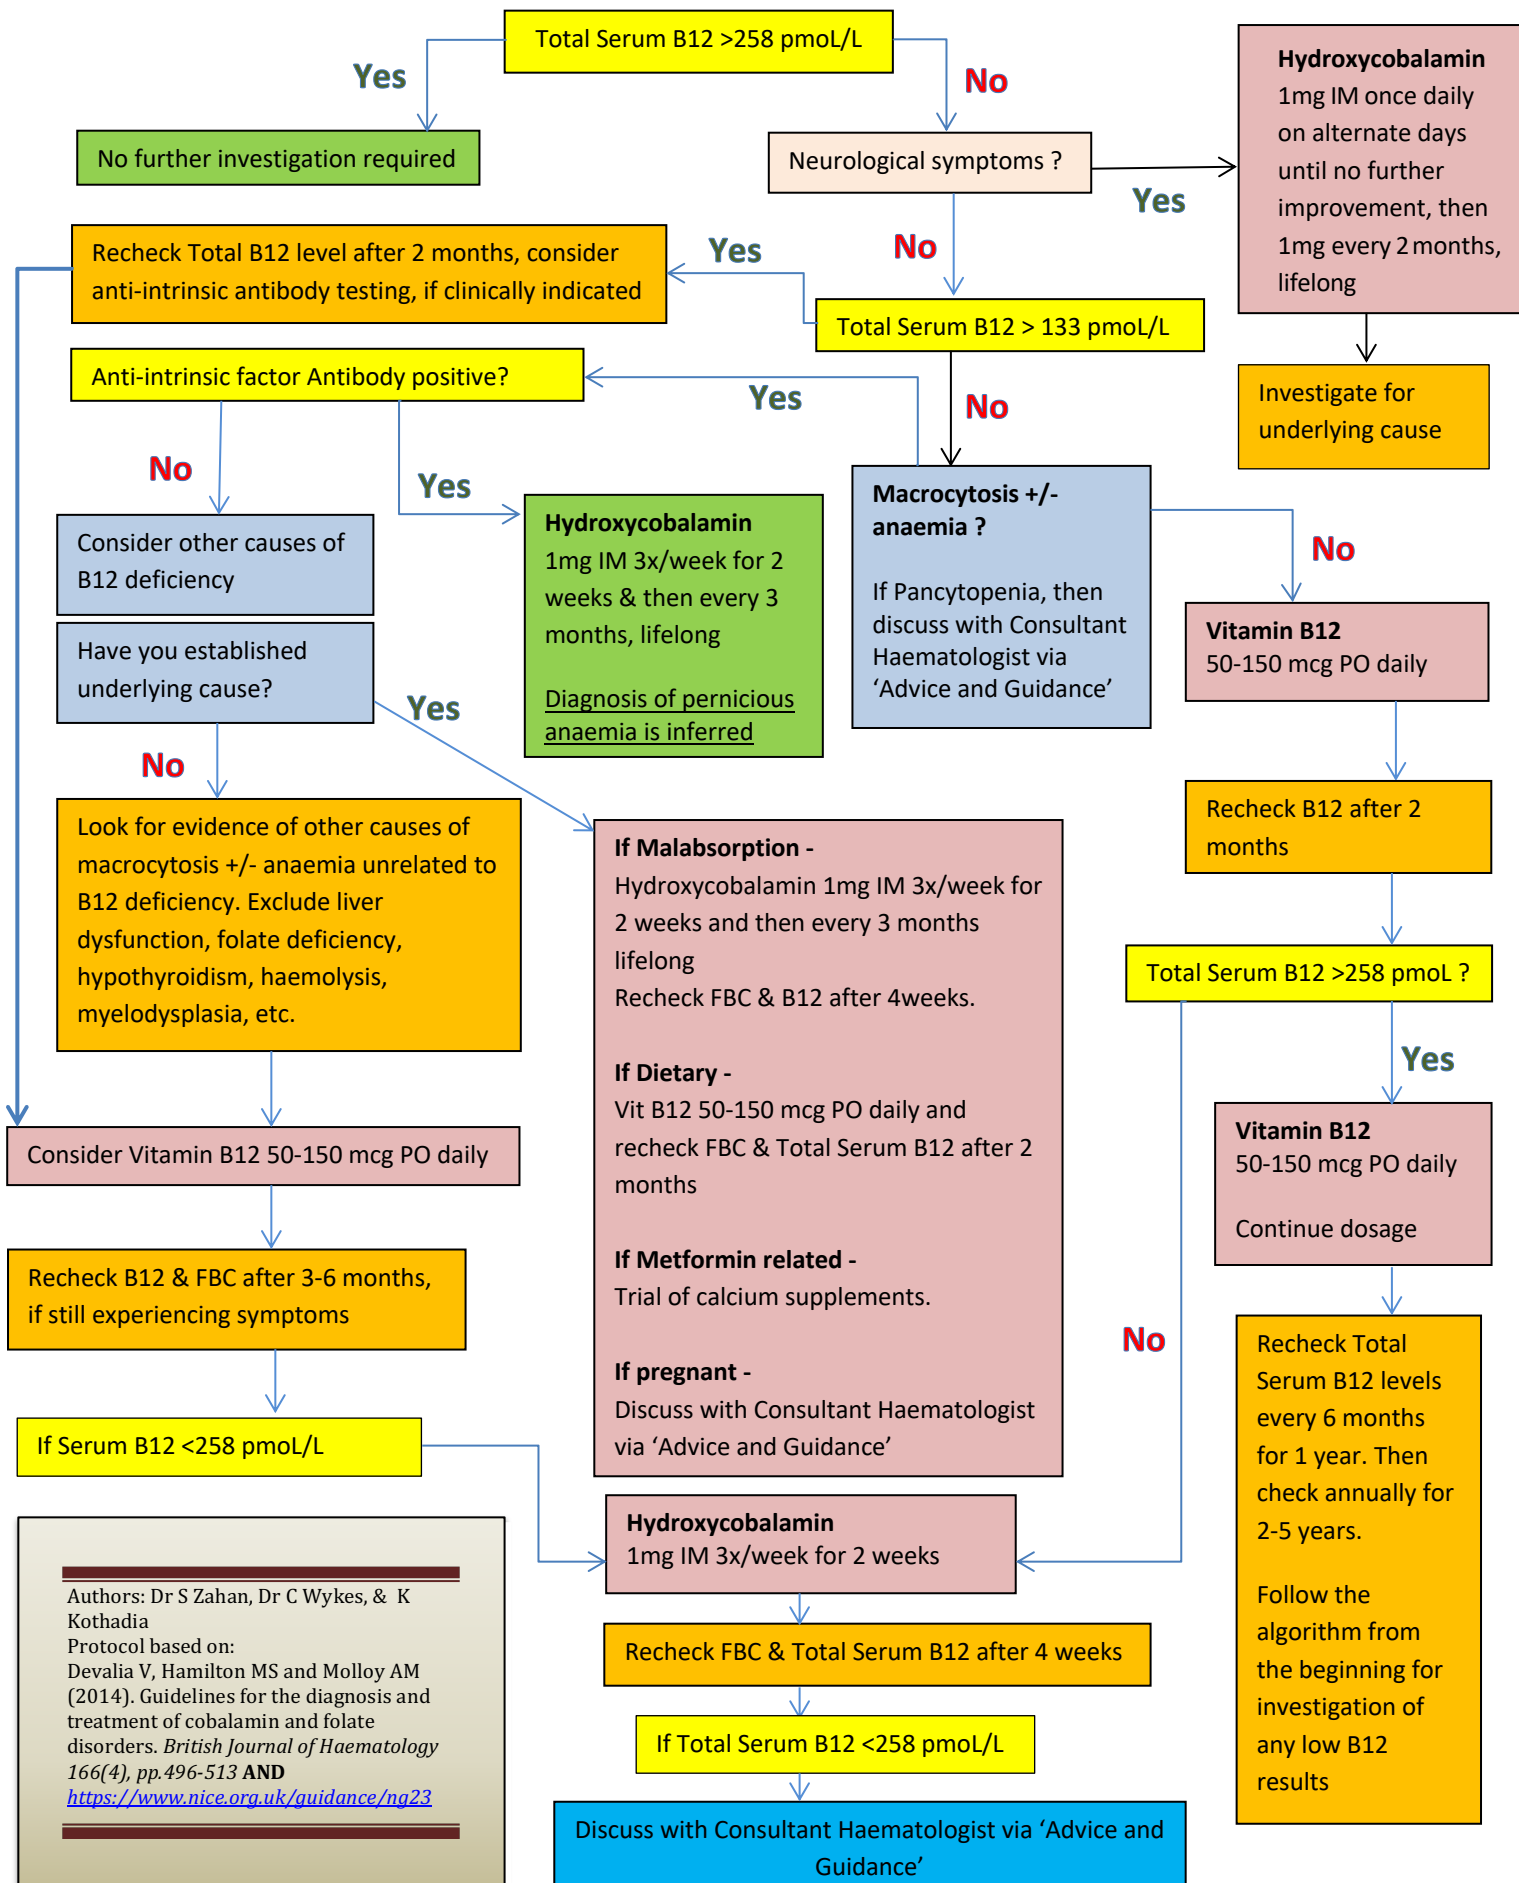 Total Serum B12 >258 pmoL/L
Yes
No
No further investigation required
Neurological symptoms ?
Yes
Hydroxycobalamin
1mg IM once daily
on alternate days
until no further
improvement, then
1mg every 2 months,
lifelong
Investigate for
underlying cause
No
Total Serum B12 > 133 pmoL/L
Yes
Recheck Total B12 level after 2 months, consider
anti-intrinsic antibody testing, if clinically indicated
No
Macrocytosis +/-
anaemia ?
If Pancytopenia, then
discuss with Consultant
Haematologist via
‘Advice and Guidance’
Yes
Anti-intrinsic factor Antibody positive?
No
Yes
Hydroxycobalamin
1mg IM 3x/week for 2
weeks & then every 3
months, lifelong
Diagnosis of pernicious
anaemia is inferred
Consider other causes of
B12 deficiency
Have you established
underlying cause?
Yes
No
Look for evidence of other causes of
macrocytosis +/- anaemia unrelated to
B12 deficiency. Exclude liver
dysfunction, folate deficiency,
hypothyroidism, haemolysis,
myelodysplasia, etc.
Consider Vitamin B12 50-150 mcg PO daily
Recheck B12 & FBC after 3-6 months,
if still experiencing symptoms
If Serum B12 <258 pmoL/L
If Malabsorption -
Hydroxycobalamin 1mg IM 3x/week for
2 weeks and then every 3 months
lifelong
Recheck FBC & B12 after 4weeks.
If Dietary -
Vit B12 50-150 mcg PO daily and
recheck FBC & Total Serum B12 after 2
months
If Metformin related -
Trial of calcium supplements.
If pregnant -
Discuss with Consultant Haematologist
via ‘Advice and Guidance’
No
Vitamin B12
50-150 mcg PO daily
Recheck B12 after 2
months
Total Serum B12 >258 pmoL ?
Yes
Vitamin B12
50-150 mcg PO daily
Continue dosage
Recheck Total
Serum B12 levels
every 6 months
for 1 year. Then
check annually for
2-5 years.
Follow the
algorithm from
the beginning for
investigation of
any low B12
results
No
Hydroxycobalamin
1mg IM 3x/week for 2 weeks
Recheck FBC & Total Serum B12 after 4 weeks
If Total Serum B12 <258 pmoL/L
Discuss with Consultant Haematologist via ‘Advice and
Guidance’
Authors: Dr S Zahan, Dr C Wykes, & K
Kothadia
Protocol based on:
Devalia V, Hamilton MS and Molloy AM
(2014). Guidelines for the diagnosis and
treatment of cobalamin and folate
disorders. British Journal of Haematology
166(4), pp.496-513 AND
https://www.nice.org.uk/guidance/ng23